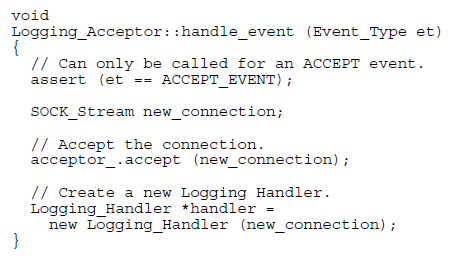 void
Logging_Acceptor::handle_event (Event_Type et)
{
  // Can only be called for an ACCEPT event.
  assert (et == ACCEPT_EVENT);

  SOCK_Stream new_connection;

  // Accept the connection.
  acceptor_.accept (new_connection);

  // Create a new Logging Handler.
  Logging_Handler *handler =
    new Logging_Handler (new_connection);
}